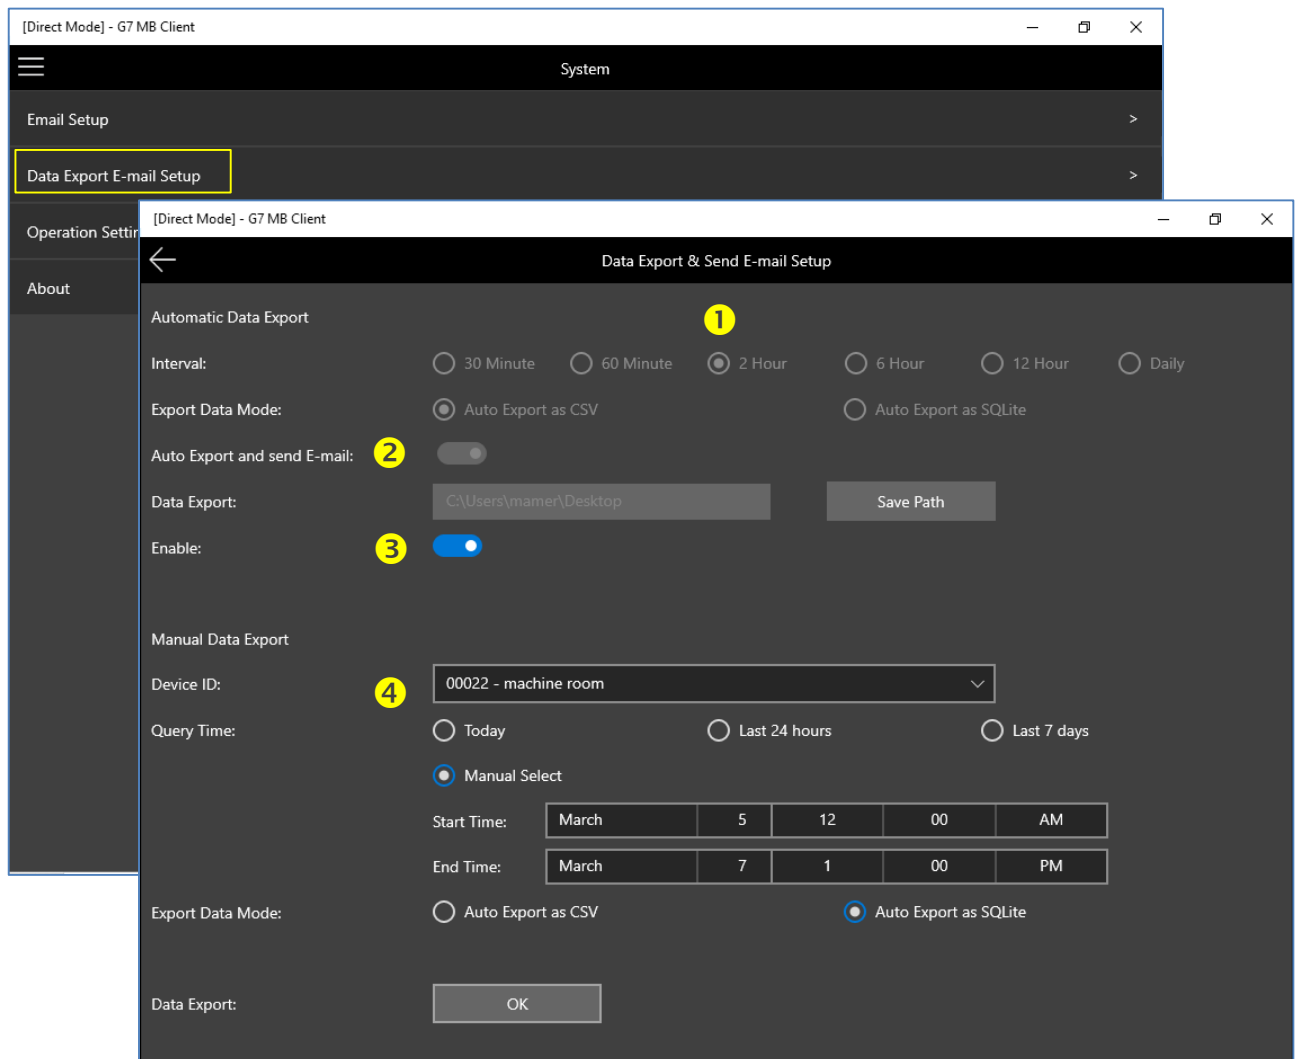 [Direct Mode] - G7 MB Client
System
Email Setup >
Data Export E-mail Setup >
Operation Settin
About
[Direct Mode] - G7 MB Client
Data Export & Send E-mail Setup
Automatic Data Export 1
Interval: 30 Minute 60 Minute 2 Hour 6 Hour 12 Hour Daily
Export Data Mode: Auto Export as CSV Auto Export as SQLite
Auto Export and send E-mail: 2
Data Export: C:\Users\mamer\Desktop Save Path
Enable: 3
Manual Data Export
Device ID: 4 00022 - machine room
Query Time: Today Last 24 hours Last 7 days
Manual Select
Start Time: March 5 12 00 AM
End Time: March 7 1 00 PM
Export Data Mode: Auto Export as CSV Auto Export as SQLite
Data Export: OK